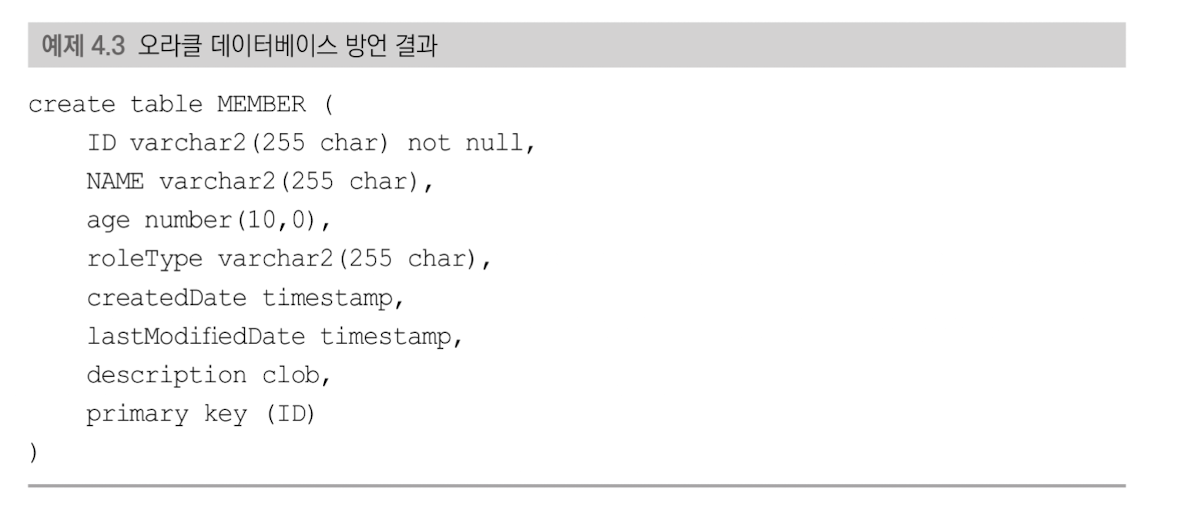 예제 4.3 오라클 데이터베이스 방언 결과
create table MEMBER (
    ID varchar2(255 char) not null,
    NAME varchar2(255 char),
    age number(10,0),
    roleType varchar2(255 char),
    createdDate timestamp,
    lastModifiedDate timestamp,
    description clob,
    primary key (ID)
)